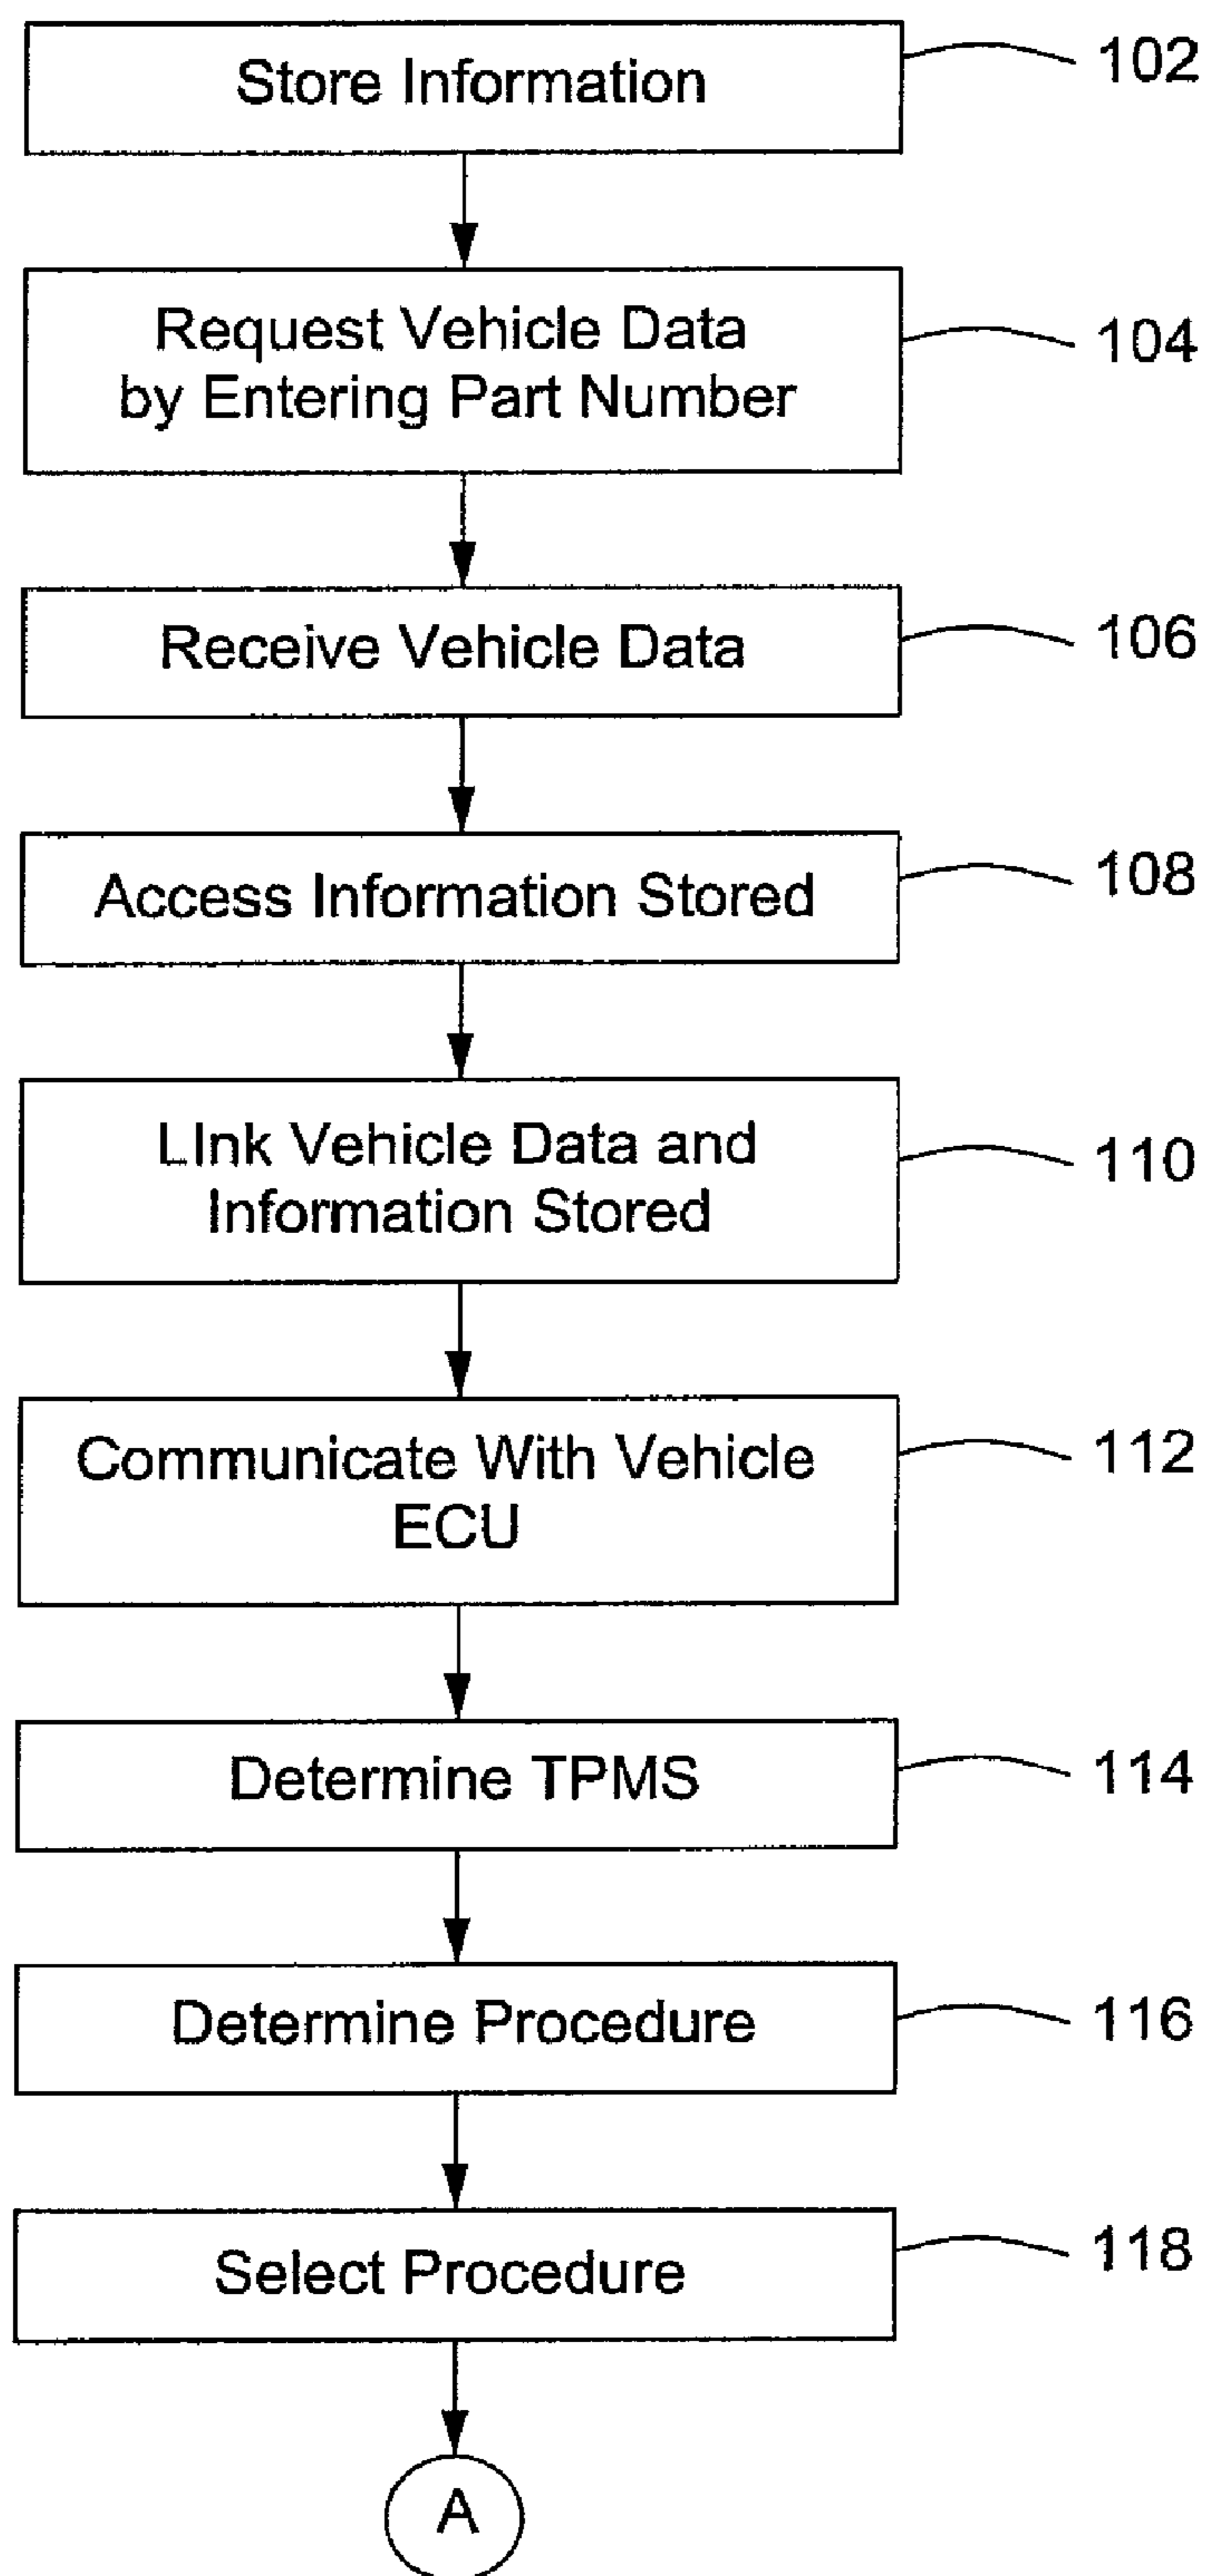 Store Information
102
Request Vehicle Data
by Entering Part Number
104
Receive Vehicle Data
106
Access Information Stored
108
LInk Vehicle Data and
Information Stored
110
Communicate With Vehicle
ECU
112
Determine TPMS
114
Determine Procedure
116
Select Procedure
118
A